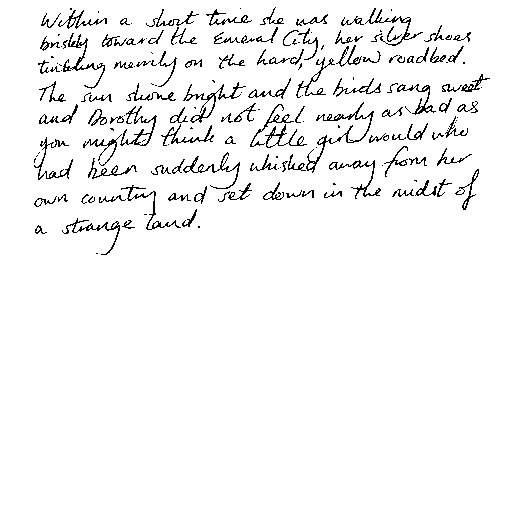 Within a short time she was walking
briskly toward the Emeral City, her silver shoes
tinkling merrily on the hard, yellow roadbed.
The sun shone bright and the birds sang sweet
and Dorothy did not feel nearly as bad as
you might think a little girl would who
had been suddenly whisked away from her
own country and set down in the midst of
a strange land.